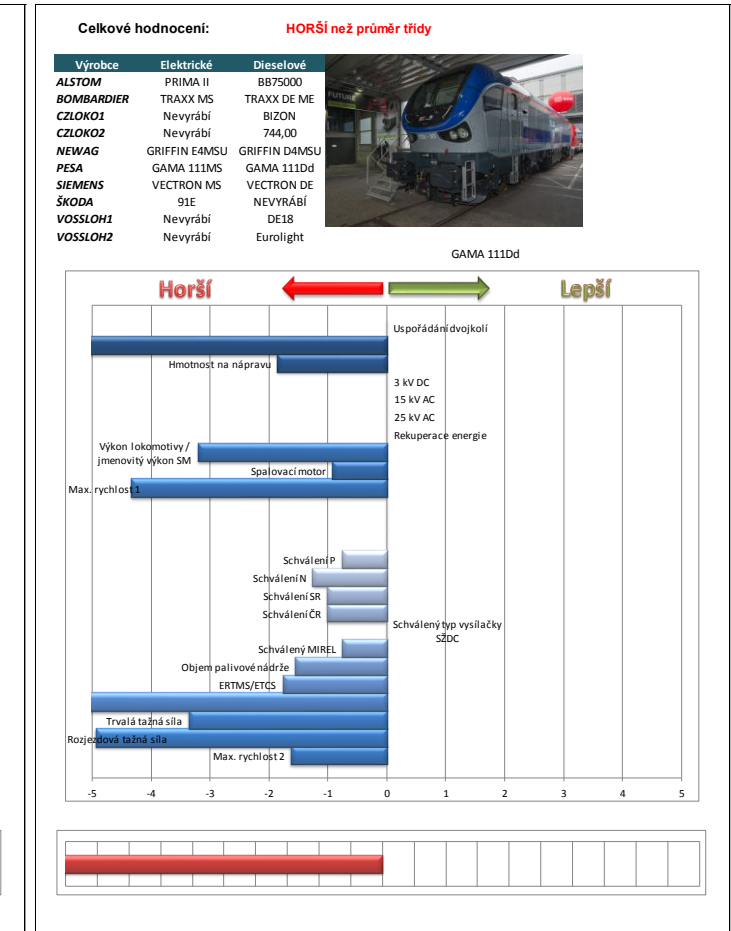 Celkové hodnocení: HORŠÍ než průměr třídy
Výrobce Elektrické Dieselové
ALSTOM PRIMA II BB75000
BOMBARDIER TRAXX MS TRAXX DE ME
CZLOKO1 Nevyrábí BIZON
CZLOKO2 Nevyrábí 744,00
NEWAG GRIFFIN E4MSU GRIFFIN D4MSU
PESA GAMA 111MS GAMA 111Dd
SIEMENS VECTRON MS VECTRON DE
ŠKODA 91E NEVYRÁBÍ
VOSSLOH1 Nevyrábí DE18
VOSSLOH2 Nevyrábí Eurolight
GAMA 111Dd
Horší Lepší
Uspořádání dvojkolí
Hmotnost na nápravu
3 kV DC
15 kV AC
25 kV AC
Rekuperace energie
Výkon lokomotivy /
jmenovitý výkon SM
Spalovací motor
Max. rychlost 1
Schválení P
Schválení N
Schválení SR
Schválení ČR
Schválený typ vysílačky
SŽDC
Schválený MIREL
Objem palivové nádrže
ERTMS/ETCS
Trvalá tažná síla
Rozjezdová tažná síla
Max. rychlost 2
-5 -4 -3 -2 -1 0 1 2 3 4 5